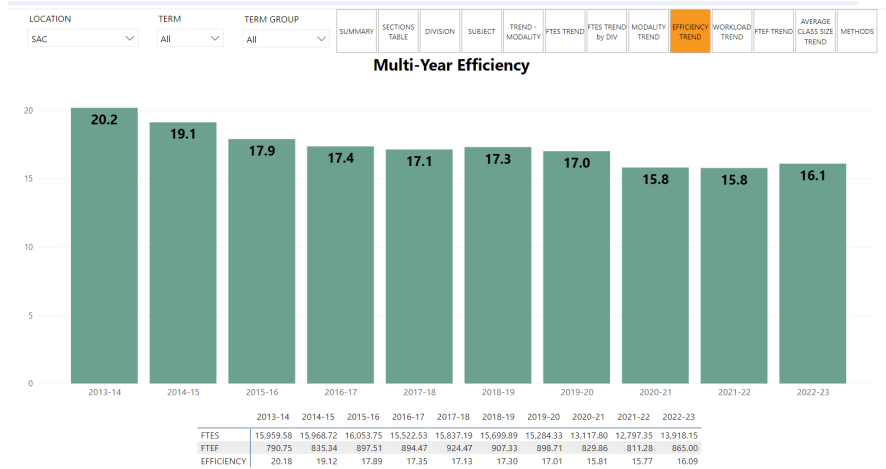 LOCATION TERM TERM GROUP
SAC All All
SUMMARY SECTIONS TABLE DIVISION SUBJECT TREND - MODALITY FTES TREND FTES TREND by DIV MODALITY TREND EFFICIENCY TREND WORKLOAD TREND FTEF TREND AVERAGE CLASS SIZE TREND METHODS
Multi-Year Efficiency
20
15
10
5
0
20.2 19.1 17.9 17.4 17.1 17.3 17.0 15.8 15.8 16.1
2013-14 2014-15 2015-16 2016-17 2017-18 2018-19 2019-20 2020-21 2021-22 2022-23
2013-14 2014-15 2015-16 2016-17 2017-18 2018-19 2019-20 2020-21 2021-22 2022-23
FTES 15,959.58 15,968.72 16,053.75 15,522.53 15,837.19 15,699.89 15,284.33 13,117.80 12,797.35 13,918.15
FTEF 790.75 835.34 897.51 894.47 924.47 907.33 898.71 829.86 811.28 865.00
EFFICIENCY 20.18 19.12 17.89 17.35 17.13 17.30 17.01 15.81 15.77 16.09